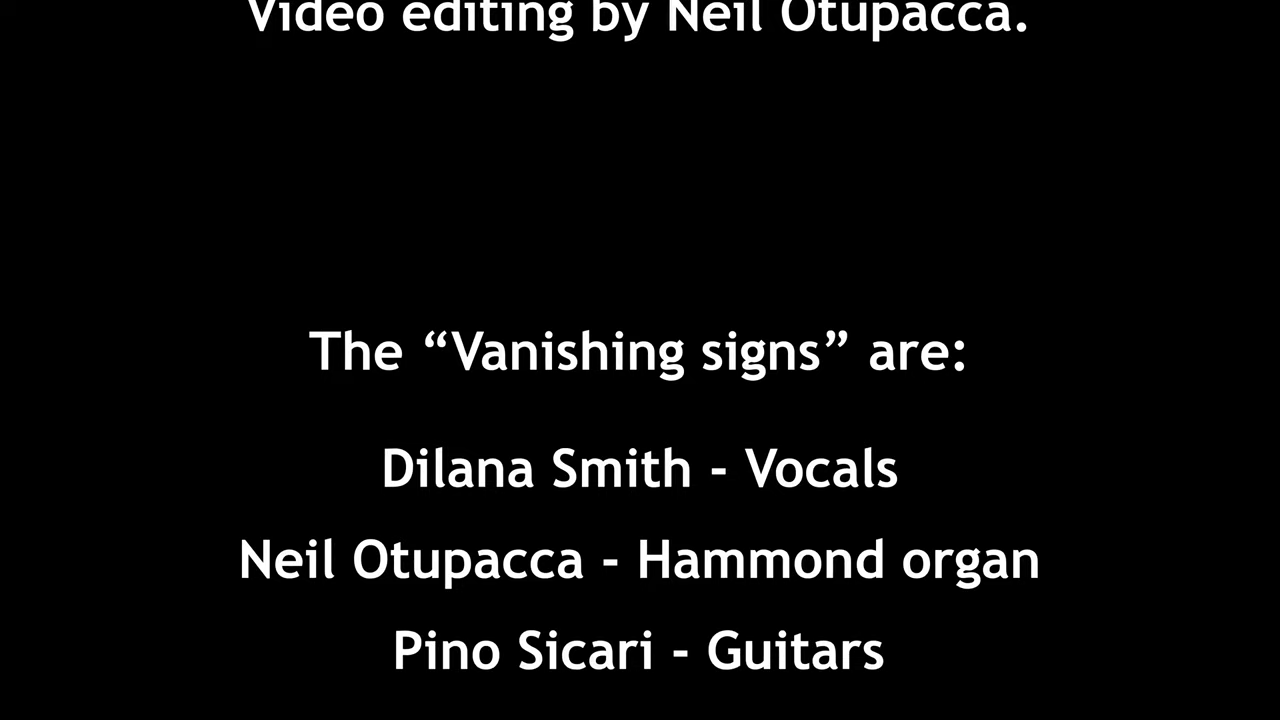 Video editing by Neil Otupacca.
The “Vanishing signs” are:
Dilana Smith - Vocals
Neil Otupacca - Hammond organ
Pino Sicari - Guitars